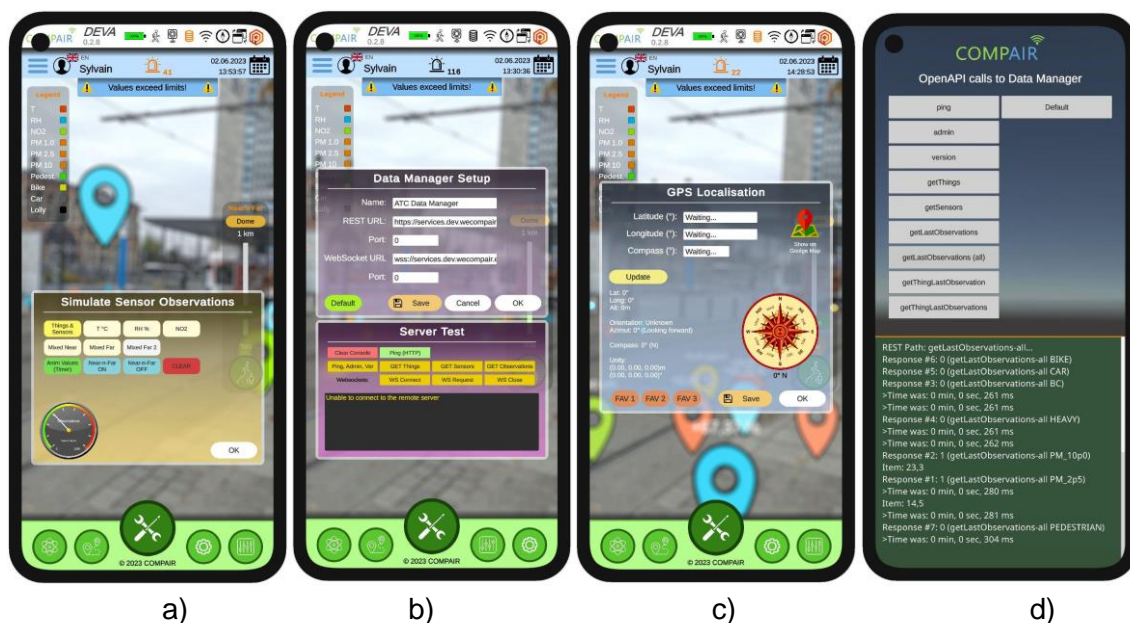 COMPAIR
DEVA
0.2.8
EN
Sylvain
41
02.06.2023
13:53:57
Values exceed limits!
Legend
T
RH
NO2
PM 1.0
PM 2.5
PM 10
Pedest.
Bike
Car
Lolly
Dome
1 km
Simulate Sensor Observations
Things & Sensors
T °C
RH %
NO2
Mixed Near
Mixed Far
Mixed Far 2
Anim Values (Timer)
Near-n-Far ON
Near-n-Far OFF
CLEAR
OK
© 2023 COMPAIR
a)
PAIR
DEVA
0.2.8
EN
Sylvain
116
02.06.2023
13:30:36
Values exceed limits!
Legend
T
RH
NO2
PM 1.0
PM 2.5
PM 10
Data Manager Setup
Name: ATC Data Manager
REST URL: https://services.dev.wecompair
Port: 0
WebSocket URL wss://services.dev.wecompair.
Port: 0
Default
Save
Cancel
OK
Server Test
Clear Console
Ping (HTTP)
Ping, Admin, Ver
GET Things
GET Sensors
GET Observations
Websockets:
WS Connect
WS Request
WS Close
Unable to connect to the remote server
© 2023 COMPAIR
b)
PAIR
DEVA
0.2.8
EN
Sylvain
22
02.06.2023
14:28:53
Values exceed limits!
Legend
T
RH
NO2
PM 1.0
PM 2.5
PM 10
GPS Localisation
Latitude (°): Waiting...
Longitude (°): Waiting...
Compass (°): Waiting...
Show on
Google Map
Update
Lat: 0°
Long: 0°
Alt: 0m
Orientation: Unknown
Azimut: 0° (Looking forward)
Compass: 0° (N)
Unity:
(0.00, 0.00, 0.00)m
(0.00, 0.00, 0.00)°
0° N
FAV 1
FAV 2
FAV 3
Save
OK
© 2023 COMPAIR
c)
COMPAIR
OpenAPI calls to Data Manager
ping
Default
admin
version
getThings
getSensors
getLastObservations
getLastObservations (all)
getThingLastObservation
getThingLastObservations
REST Path: getLastObservations-all...
Response #6: 0 (getLastObservations-all BIKE)
Response #5: 0 (getLastObservations-all CAR)
Response #3: 0 (getLastObservations-all BC)
>Time was: 0 min, 0 sec, 261 ms
>Time was: 0 min, 0 sec, 261 ms
Response #4: 0 (getLastObservations-all HEAVY)
>Time was: 0 min, 0 sec, 261 ms
>Time was: 0 min, 0 sec, 262 ms
Response #2: 1 (getLastObservations-all PM_10p0)
Item: 23,3
Response #1: 1 (getLastObservations-all PM_2p5)
>Time was: 0 min, 0 sec, 280 ms
Item: 14,5
>Time was: 0 min, 0 sec, 281 ms
Response #7: 0 (getLastObservations-all PEDESTRIAN)
>Time was: 0 min, 0 sec, 304 ms
d)